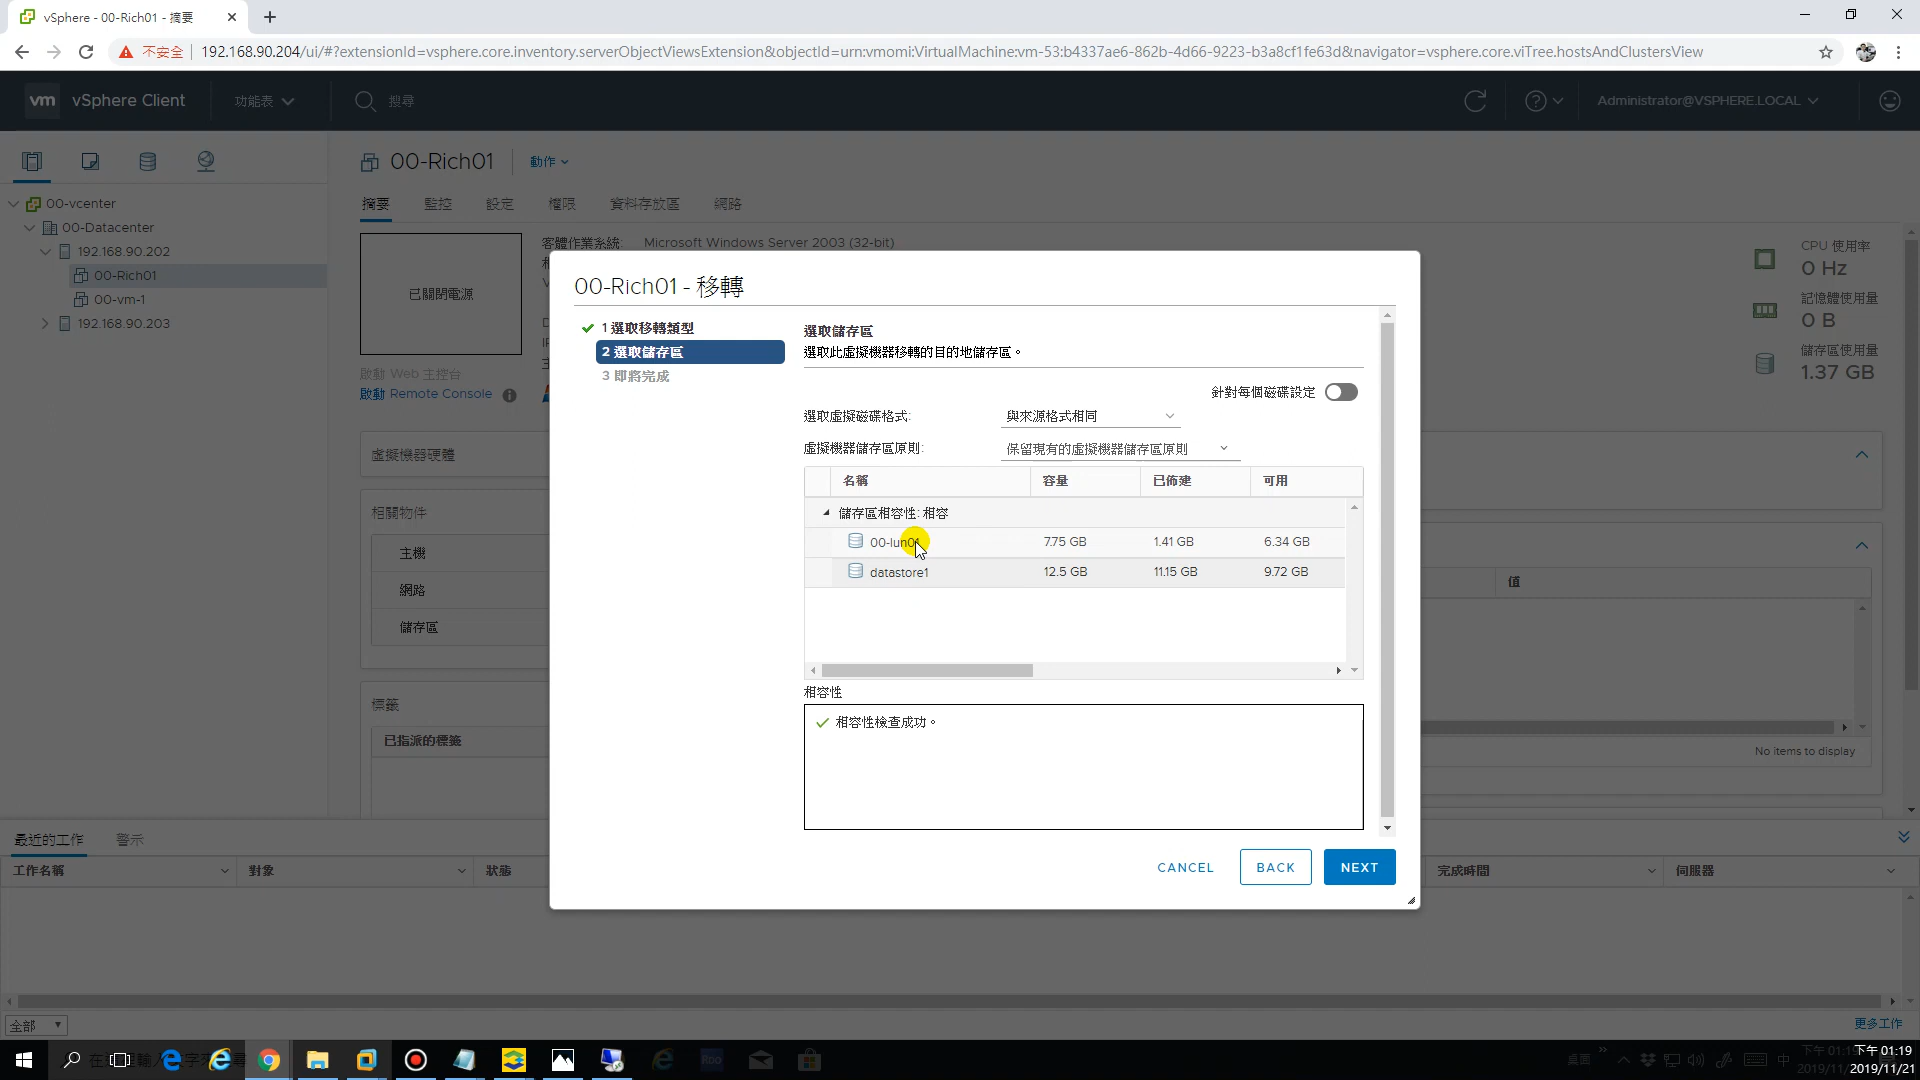 vSphere - 00-Rich01 - 摘要
不安全
192.168.90.204/ui/#?extensionId=vsphere.core.inventory.serverObjectViewsExtension&objectId=urn:vmomi:VirtualMachine:vm-53:b4337ae6-862b-4d66-9223-b3a8cf1fe63d&navigator=vsphere.core.viTree.hostsAndClustersView
vm vSphere Client 功能表 搜尋 Administrator@VSPHERE.LOCAL
00-vcenter
00-Datacenter
192.168.90.202
00-Rich01
00-vm-1
192.168.90.203
00-Rich01 動作
摘要 監控 設定 權限 資料存放區 網路
已關閉電源
客體作業系統: Microsoft Windows Server 2003 (32-bit)
啟動 Web 主控台
啟動 Remote Console
CPU 使用率
0 Hz
記憶體使用量
0 B
儲存區使用量
1.37 GB
虛擬機器硬體
相關物件
主機
網路
儲存區
標籤
已指派的標籤
值
No items to display
00-Rich01 - 移轉
1 選取移轉類型
2 選取儲存區
3 即將完成
選取儲存區
選取此虛擬機器移轉的目的地儲存區。
針對每個磁碟設定
選取虛擬磁碟格式: 與來源格式相同
虛擬機器儲存區原則: 保留現有的虛擬機器儲存區原則
名稱 容量 已佈建 可用
儲存區相容性: 相容
00-lun01 7.75 GB 1.41 GB 6.34 GB
datastore1 12.5 GB 11.15 GB 9.72 GB
相容性
相容性檢查成功。
CANCEL BACK NEXT
最近的工作 警示
工作名稱 對象 狀態 完成時間 伺服器
全部 更多工作
桌面 中
下午 01:19
2019/11/21